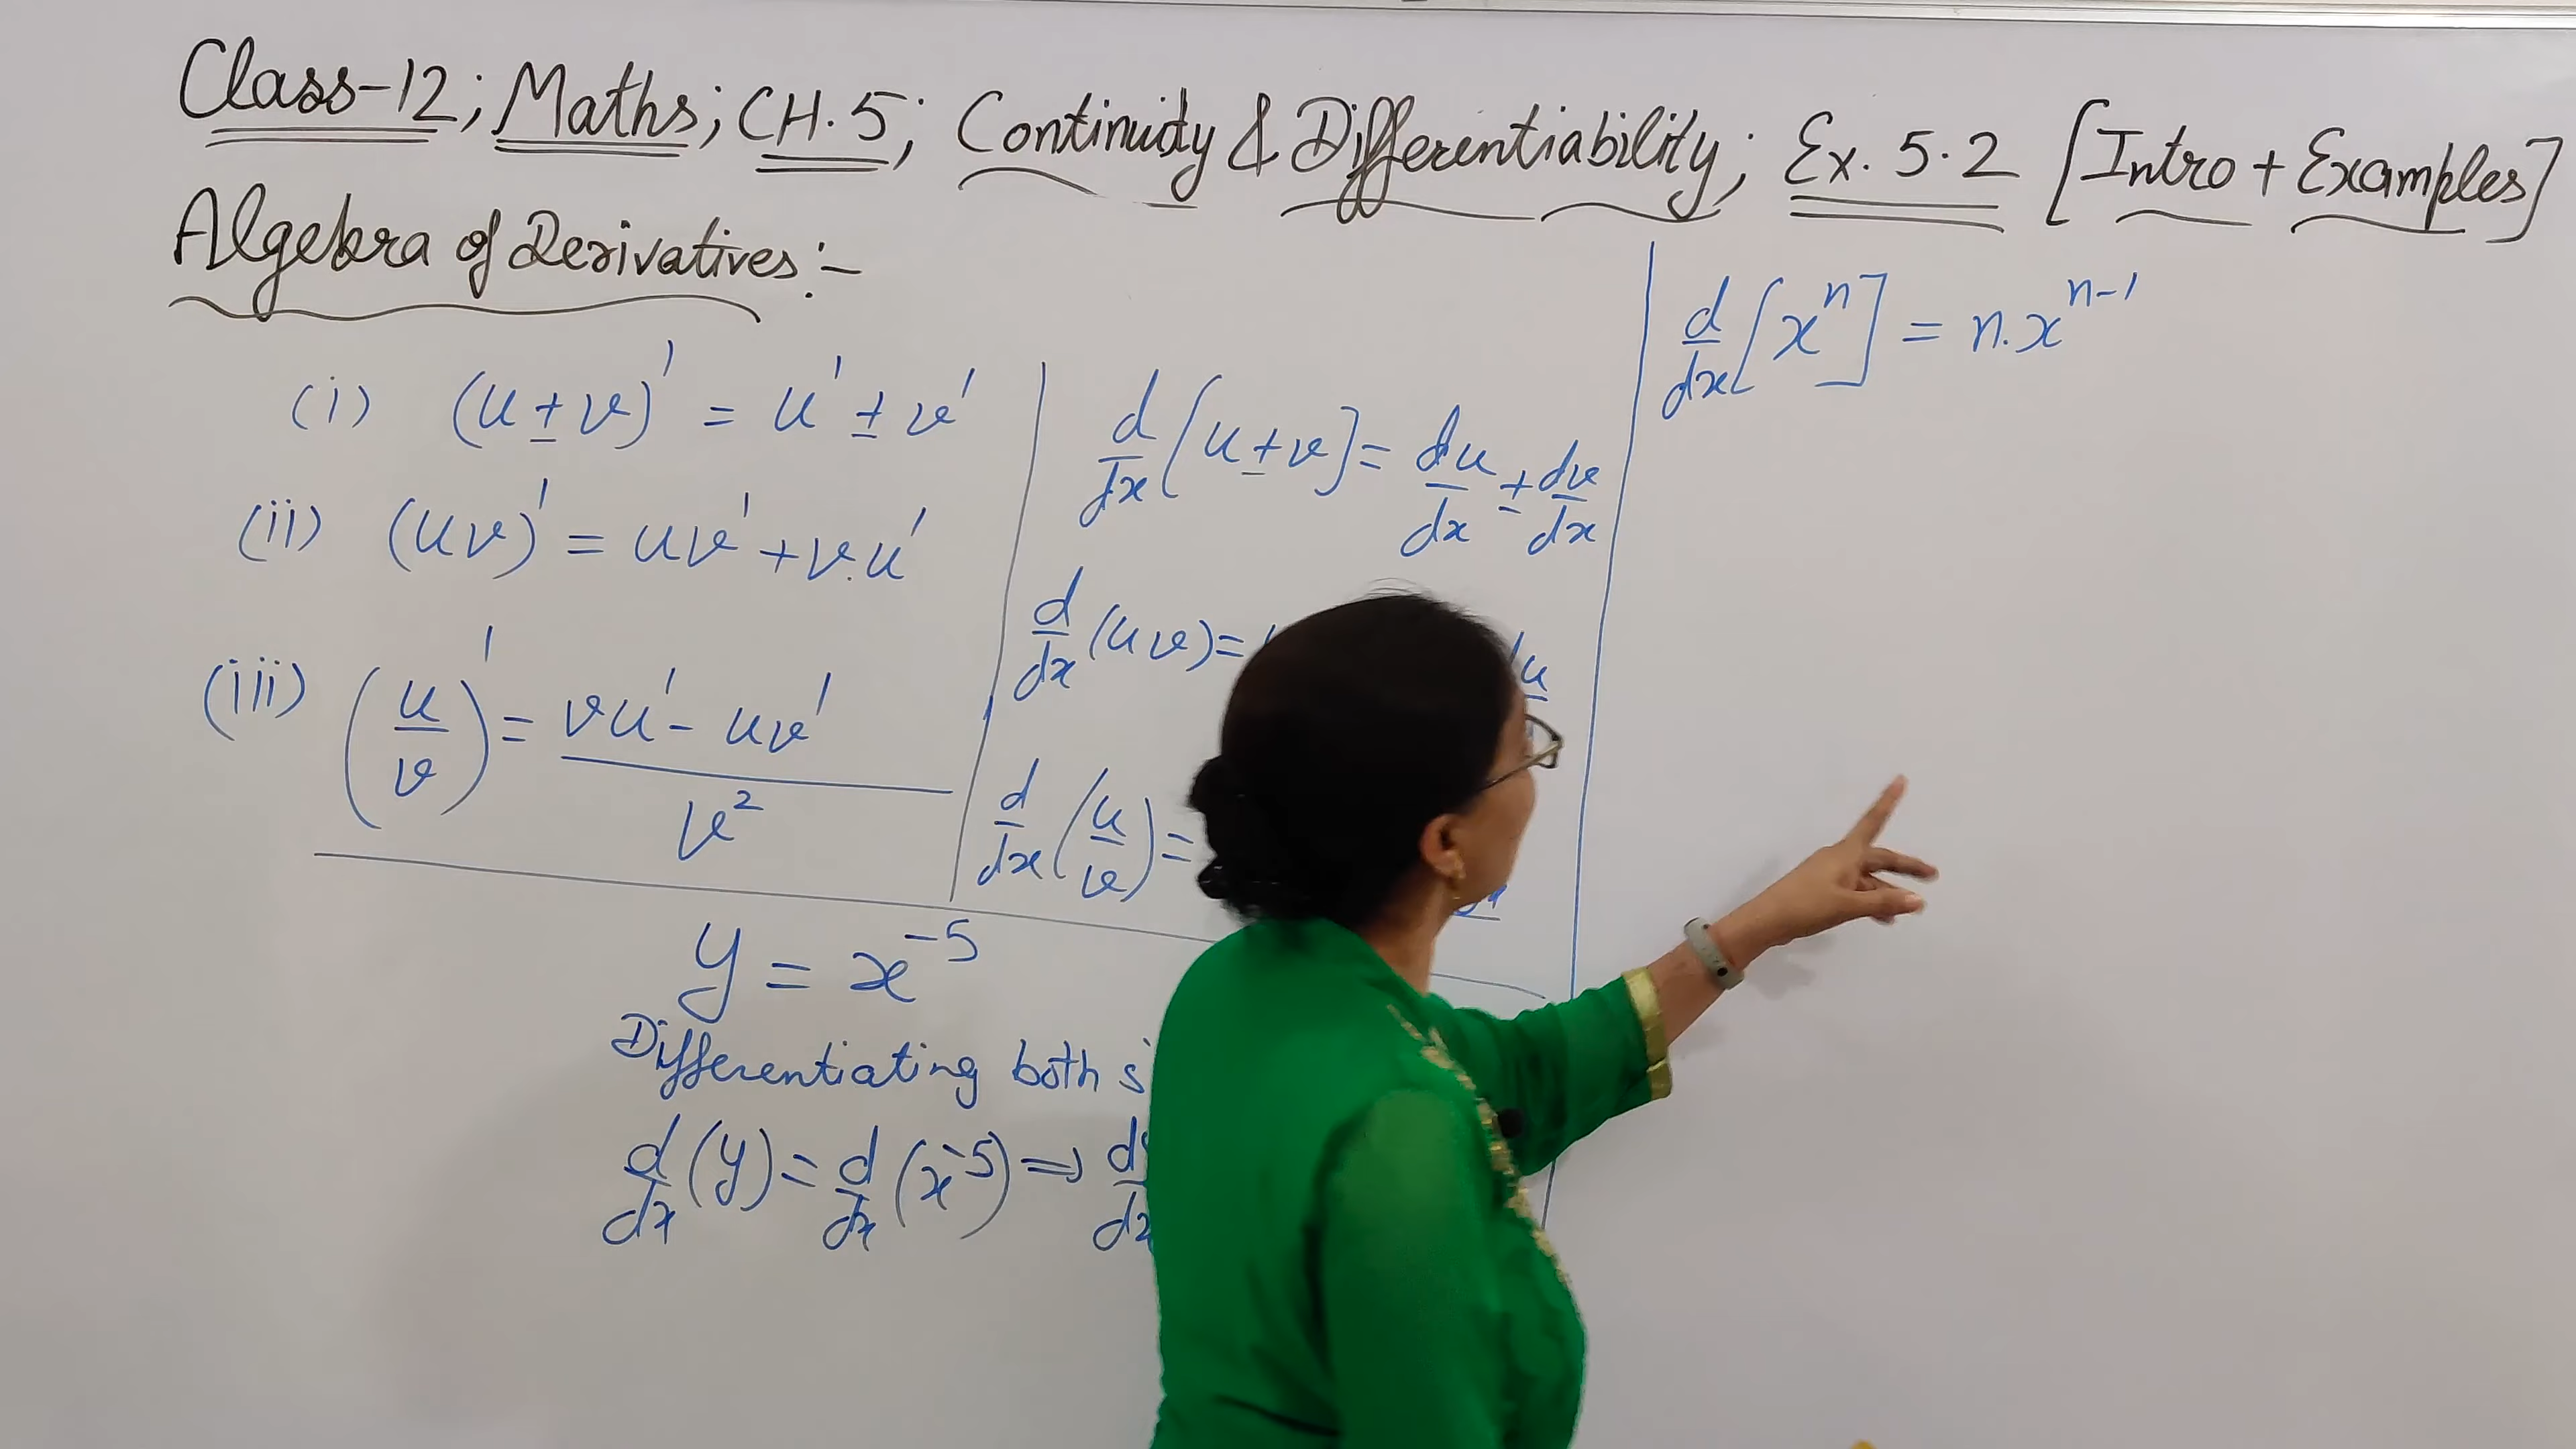 Class-12; Maths; CH. 5; Continuity & Differentiability; Ex. 5.2 [Intro + Examples]
Algebra of Derivatives:-
(i) (u ± v)' = u' ± v'
(ii) (uv)' = uv' + v.u'
(iii) (u/v)' = vu' - uv' / v²
d/dx [u ± v] = du/dx ± dv/dx
d/dx (uv) =
d/dx (u/v) =
d/dx [xⁿ] = n.xⁿ⁻¹
y = x⁻⁵
Differentiating both
d/dx (y) = d/dx (x⁻⁵) ⇒